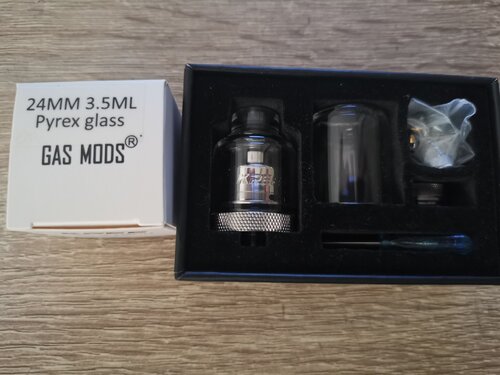 24MM 3.5ML
Pyrex glass
GAS MODS®